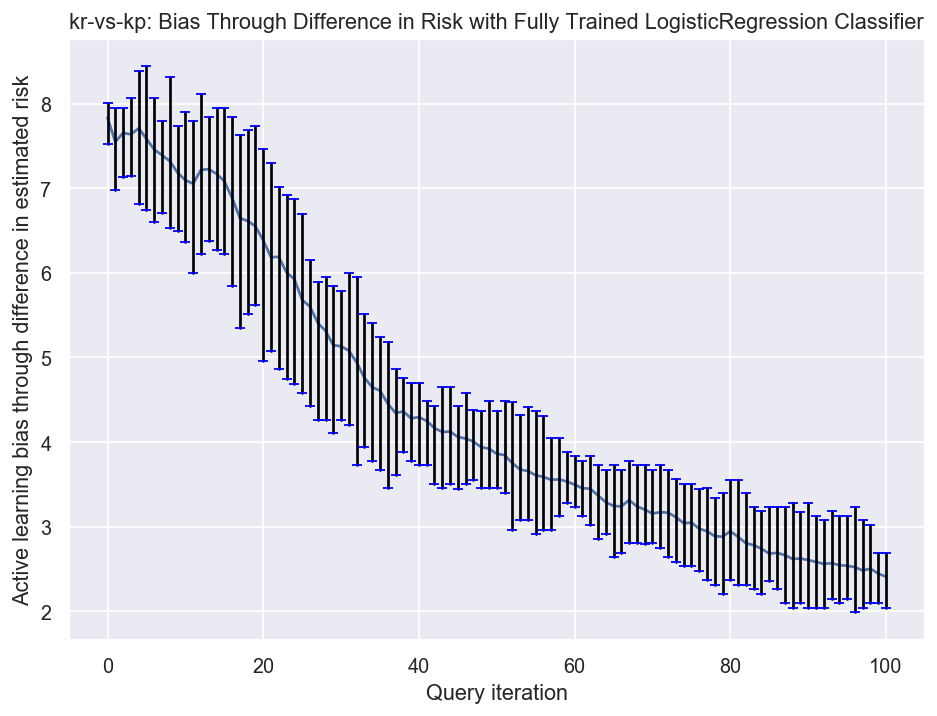 kr-vs-kp: Bias Through Difference in Risk with Fully Trained LogisticRegression Classifier
Active learning bias through difference in estimated risk
8
7
6
5
4
3
2
0 20 40 60 80 100
Query iteration